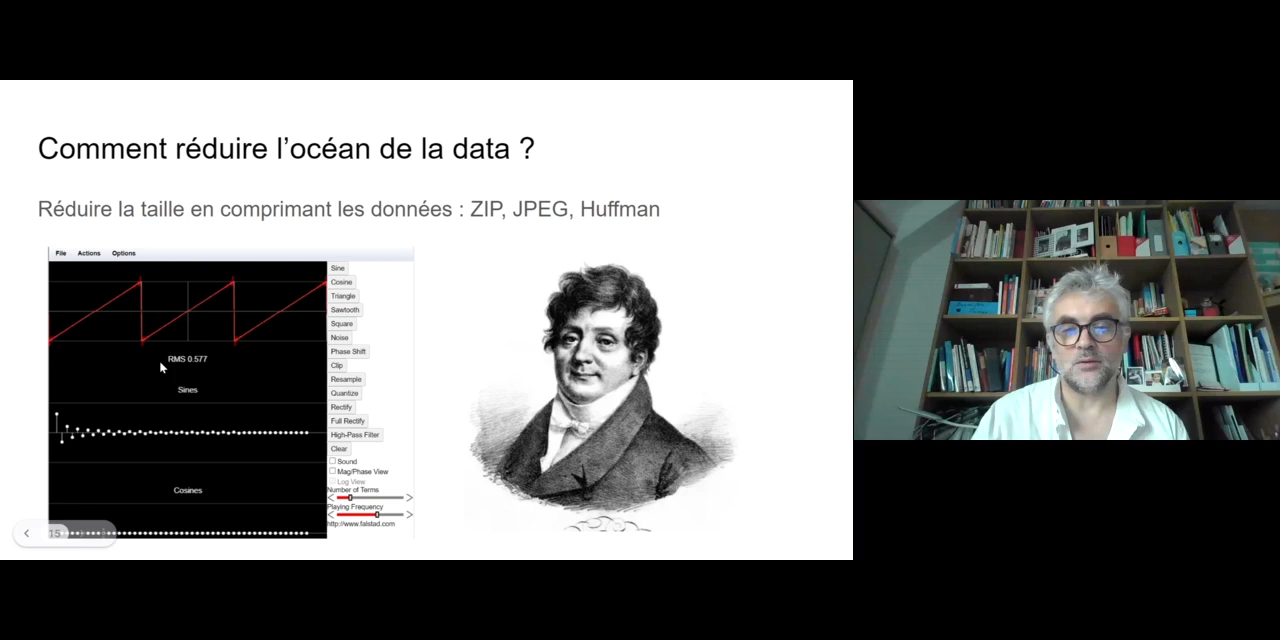 Comment réduire l’océan de la data ?
Réduire la taille en comprimant les données : ZIP, JPEG, Huffman
File Actions Options
RMS 0.577
Sines
Cosines
Sine
Cosine
Triangle
Sawtooth
Square
Noise
Phase Shift
Clip
Resample
Quantize
Rectify
Full Rectify
High-Pass Filter
Clear
Sound
Mag/Phase View
Log View
Number of Terms
Playing Frequency
http://www.falstad.com
15